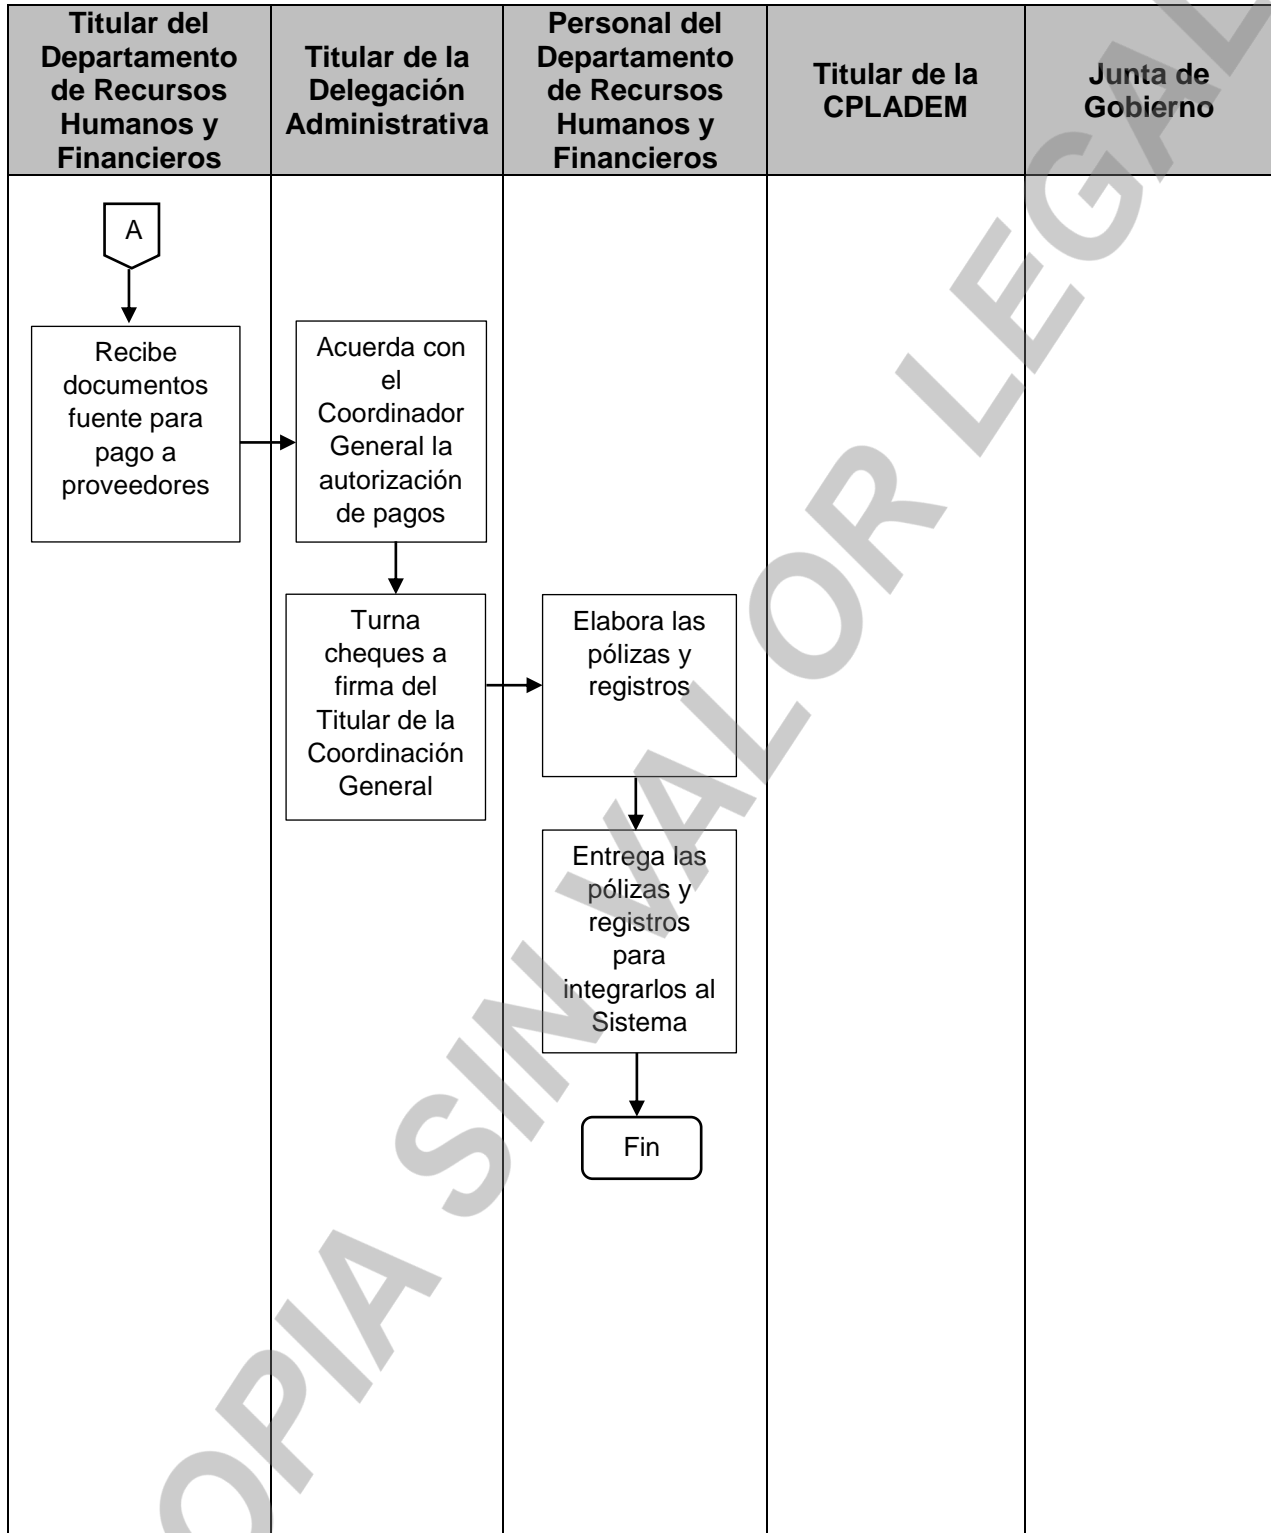 Titular del
Departamento
de Recursos
Humanos y
Financieros
Titular de la
Delegación
Administrativa
Personal del
Departamento
de Recursos
Humanos y
Financieros
Titular de la
CPLADEM
Junta de
Gobierno
A
Recibe
documentos
fuente para
pago a
proveedores
Acuerda con
el
Coordinador
General la
autorización
de pagos
Turna
cheques a
firma del
Titular de la
Coordinación
General
Elabora las
pólizas y
registros
Entrega las
pólizas y
registros
para
integrarlos al
Sistema
Fin
OPIA SIN VALOR LEGAL